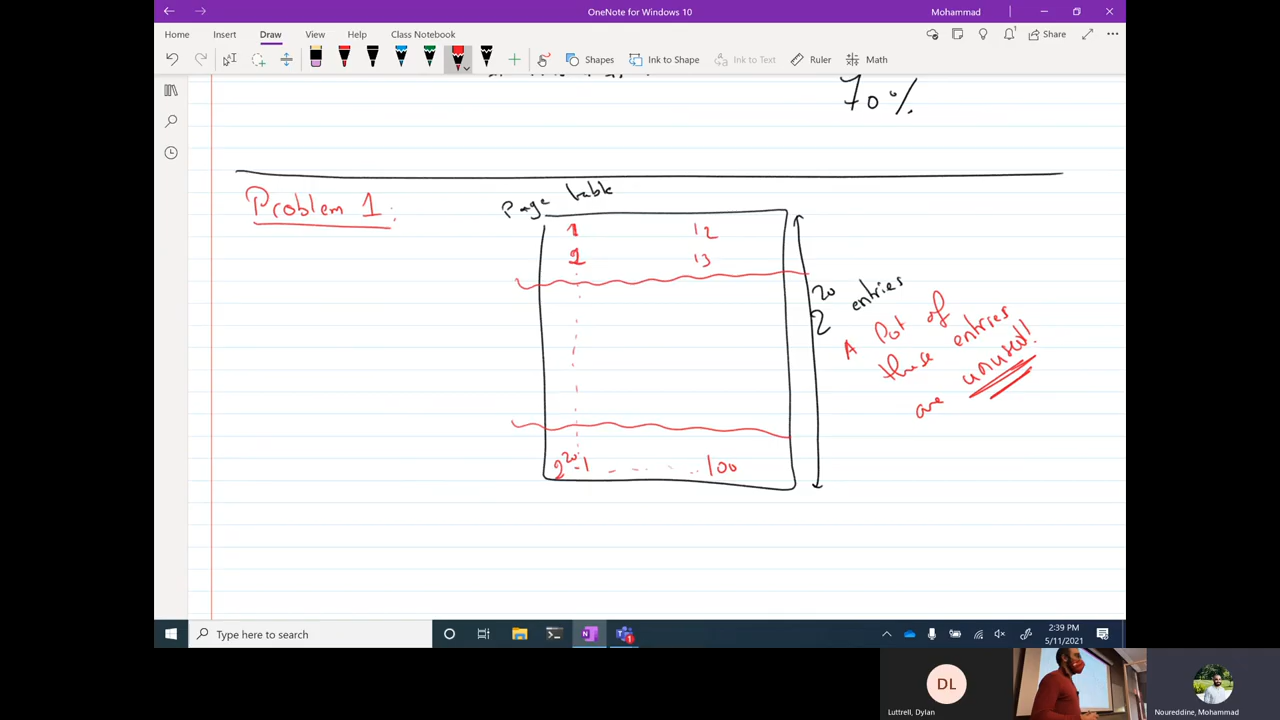 OneNote for Windows 10
Mohammad
Home
Insert
Draw
View
Help
Class Notebook
Share
Shapes
Ink to Shape
Ink to Text
Ruler
Math
70%
Problem 1:
Page table
1 12
2 13
2^20 entries
A lot of
these entries
are unused!
2^20-1 100
Type here to search
2:39 PM
5/11/2021
1
DL
Luttrell, Dylan
Noureddine, Mohammad